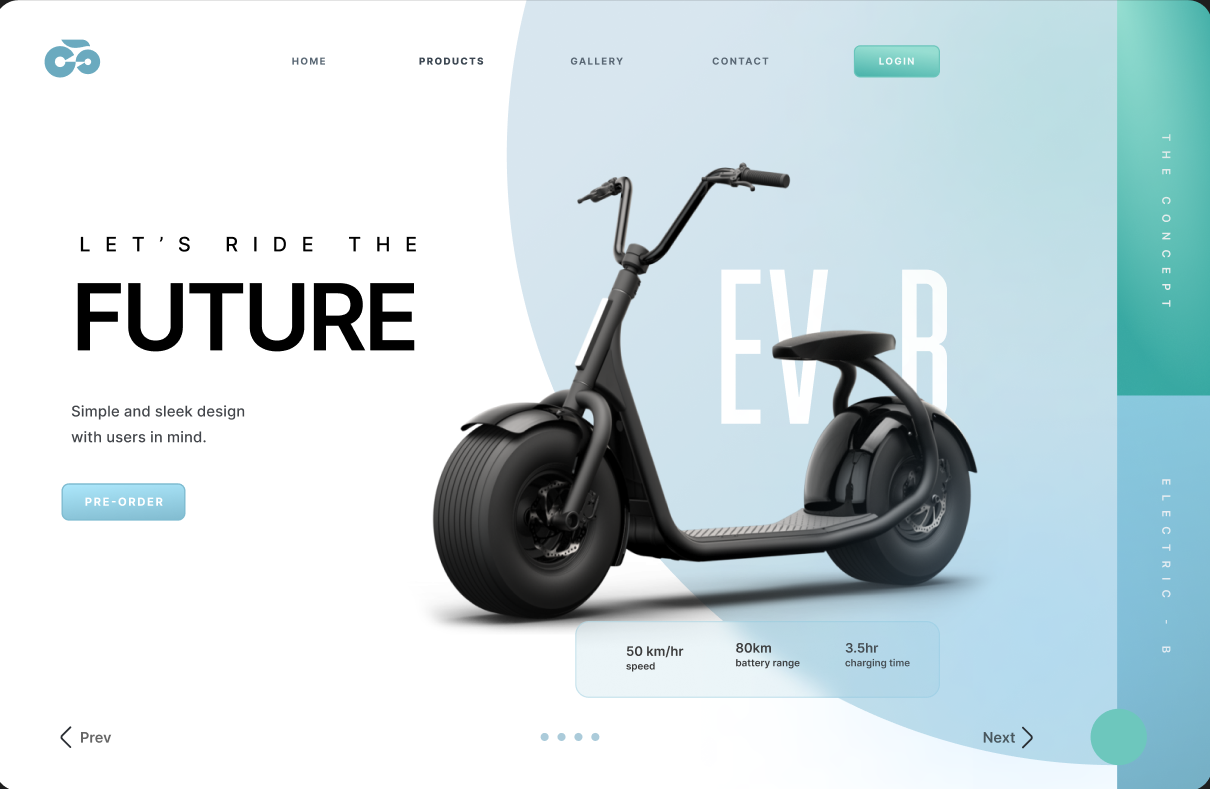 HOME PRODUCTS GALLERY CONTACT LOGIN
LET’S RIDE THE
FUTURE
Simple and sleek design
with users in mind.
PRE-ORDER
EV B
50 km/hr
speed
80km
battery range
3.5hr
charging time
Prev
Next
THE CONCEPT
ELECTRIC - B